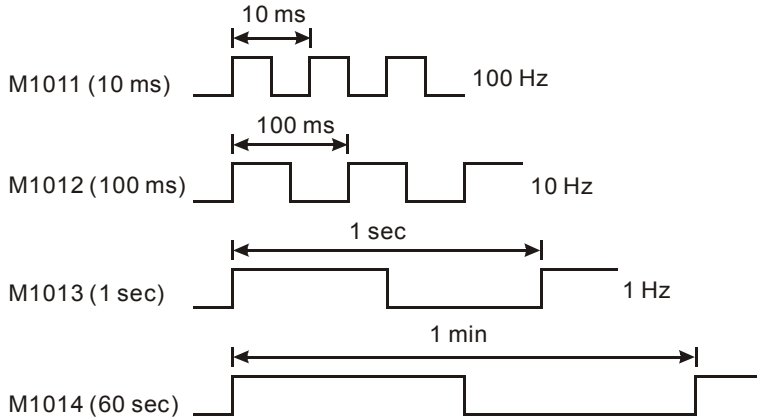 10 ms
M1011 (10 ms)
100 Hz
100 ms
M1012 (100 ms)
10 Hz
1 sec
M1013 (1 sec)
1 Hz
1 min
M1014 (60 sec)